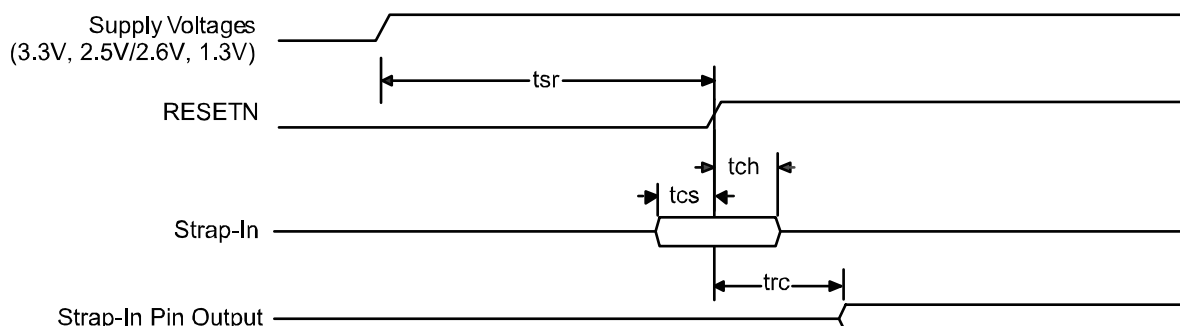 Supply Voltages
(3.3V, 2.5V/2.6V, 1.3V)
tsr
RESETN
tch
tcs
Strap-In
trc
Strap-In Pin Output